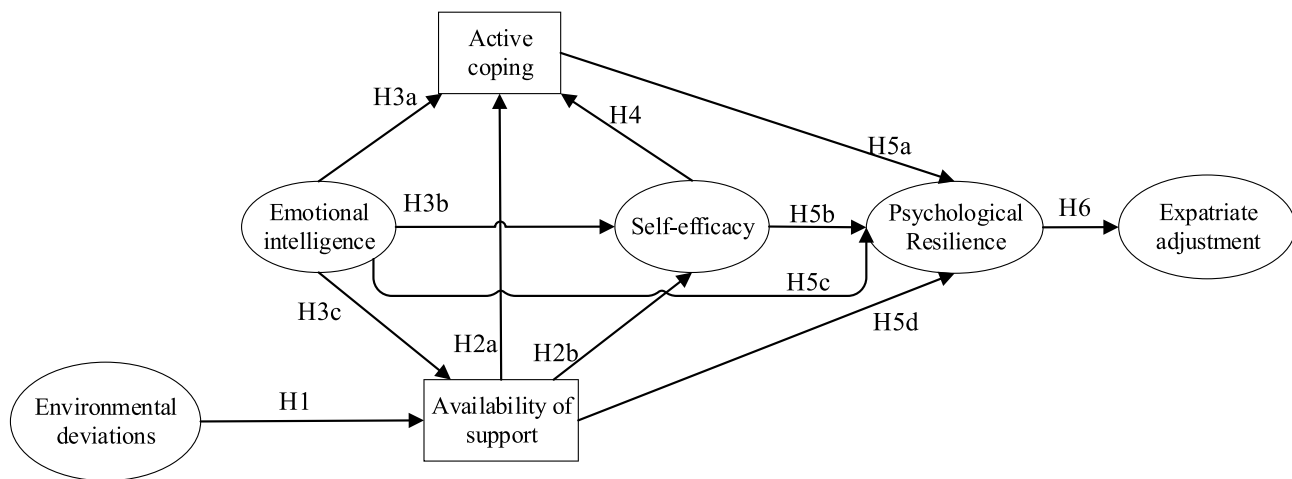 Active
coping
H3a
H4
H5a
Emotional
intelligence
H3b
Self-efficacy
H5b
Psychological
Resilience
H6
Expatriate
adjustment
H5c
H3c
H2a
H2b
H5d
Environmental
deviations
H1
Availability of
support